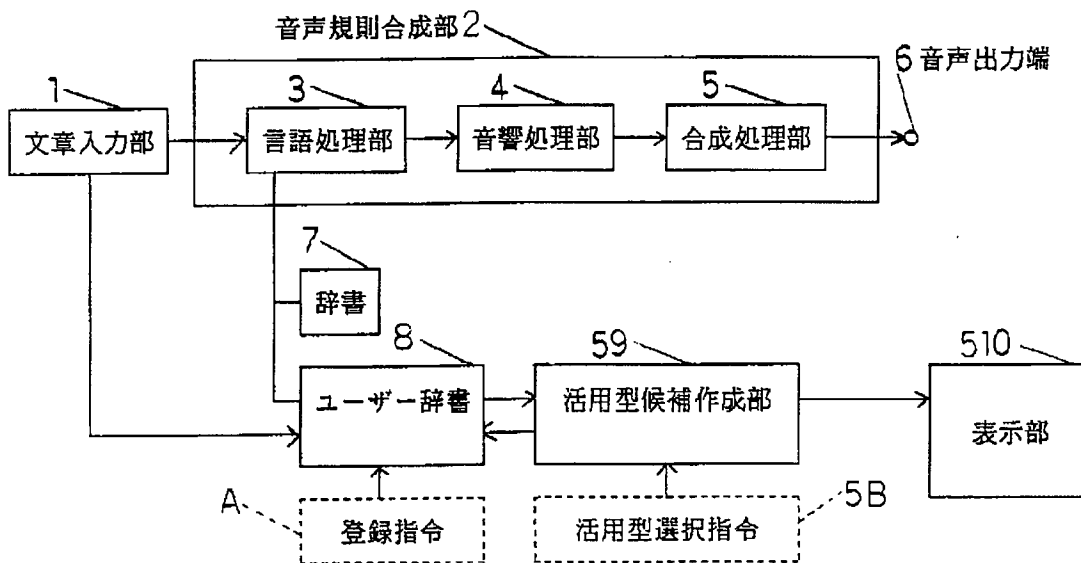 音声規則合成部2
6 音声出力端
1
3
4
5
文章入力部
言語処理部
音響処理部
合成処理部
7
辞書
8
59
510
ユーザー辞書
活用型候補作成部
表示部
A
5B
登録指令
活用型選択指令